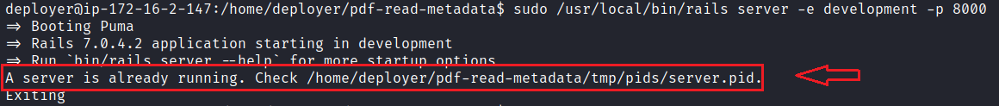 deployer@ip-172-16-2-147:/home/deployer/pdf-read-metadata$ sudo /usr/local/bin/rails server -e development -p 8000
=> Booting Puma
=> Rails 7.0.4.2 application starting in development
=> Run `bin/rails server --help` for more startup options
A server is already running. Check /home/deployer/pdf-read-metadata/tmp/pids/server.pid.
Exiting